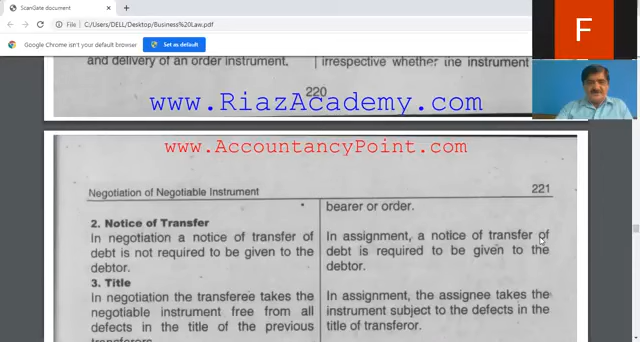 ScanGate document
File
C:/Users/DELL/Desktop/Business%20Law.pdf
Google Chrome isn't your default browser
Set as default
F
and delivery of an order instrument.
irrespective whether the instrument
220
www.RiazAcademy.com
www.AccountancyPoint.com
Negotiation of Negotiable Instrument
221
bearer or order.
2. Notice of Transfer
In negotiation a notice of transfer of
debt is not required to be given to the
debtor.
In assignment, a notice of transfer of
debt is required to be given to the
debtor.
3. Title
In negotiation the transferee takes the
negotiable instrument free from all
defects in the title of the previous
transferors.
In assignment, the assignee takes the
instrument subject to the defects in the
title of transferor.